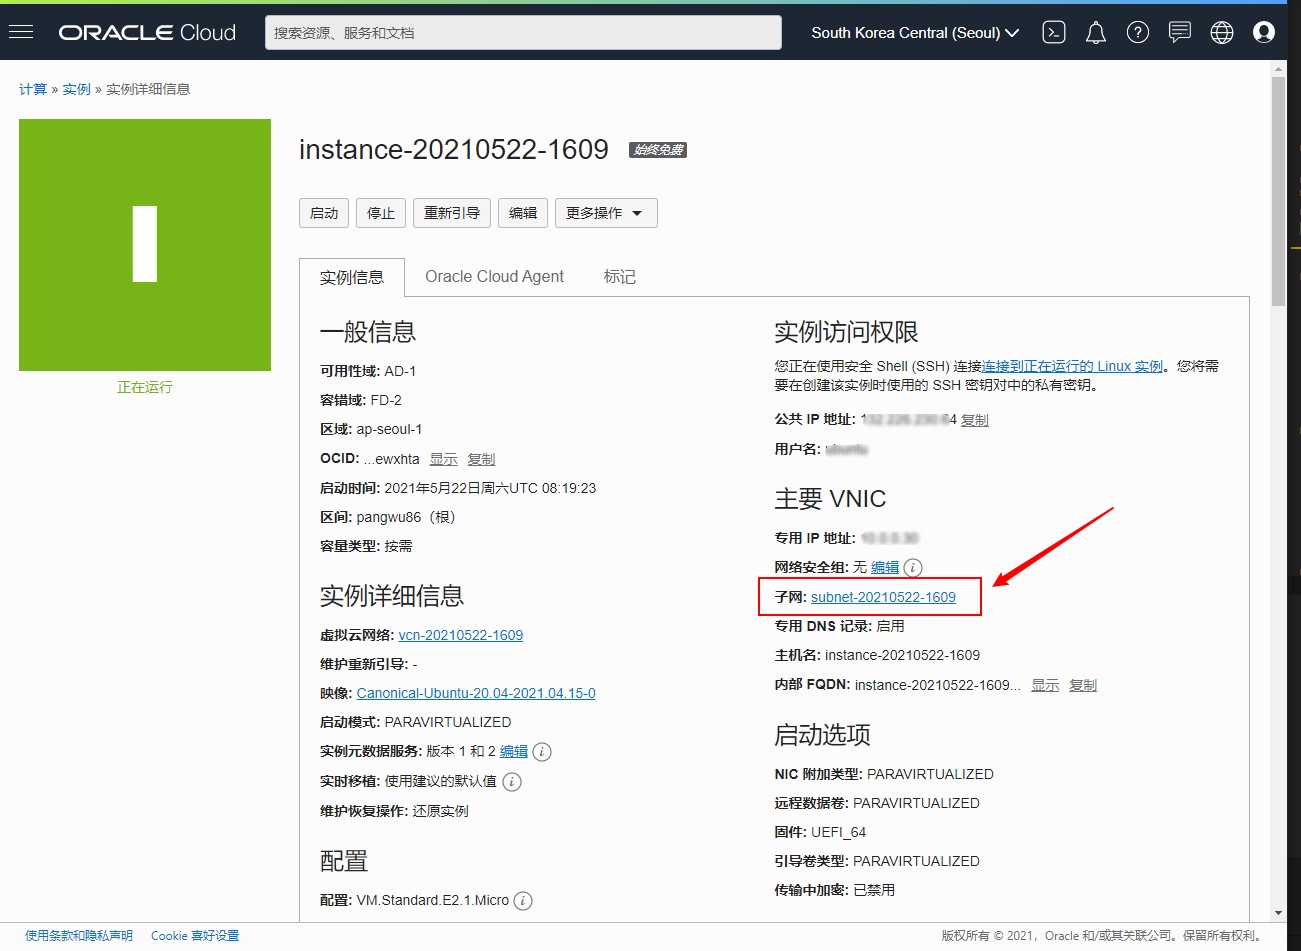 ORACLE Cloud
搜索资源、服务和文档
South Korea Central (Seoul)
计算 » 实例 » 实例详细信息
正在运行
instance-20210522-1609 始终免费
启动 停止 重新引导 编辑 更多操作
实例信息 Oracle Cloud Agent 标记
一般信息
可用性域: AD-1
容错域: FD-2
区域: ap-seoul-1
OCID: ...ewxhta 显示 复制
启动时间: 2021年5月22日周六UTC 08:19:23
区间: pangwu86（根）
容量类型: 按需
实例详细信息
虚拟云网络: vcn-20210522-1609
维护重新引导: -
映像: Canonical-Ubuntu-20.04-2021.04.15-0
启动模式: PARAVIRTUALIZED
实例元数据服务: 版本 1 和 2 编辑
实时移植: 使用建议的默认值
维护恢复操作: 还原实例
配置
配置: VM.Standard.E2.1.Micro
实例访问权限
您正在使用安全 Shell (SSH) 连接连接到正在运行的 Linux 实例。您将需
要在创建该实例时使用的 SSH 密钥对中的私有密钥。
公共 IP 地址: 复制
用户名:
主要 VNIC
专用 IP 地址:
网络安全组: 无 编辑
子网: subnet-20210522-1609
专用 DNS 记录: 启用
主机名: instance-20210522-1609
内部 FQDN: instance-20210522-1609... 显示 复制
启动选项
NIC 附加类型: PARAVIRTUALIZED
远程数据卷: PARAVIRTUALIZED
固件: UEFI_64
引导卷类型: PARAVIRTUALIZED
传输中加密: 已禁用
使用条款和隐私声明 Cookie 喜好设置
版权所有 © 2021，Oracle 和/或其关联公司。保留所有权利。